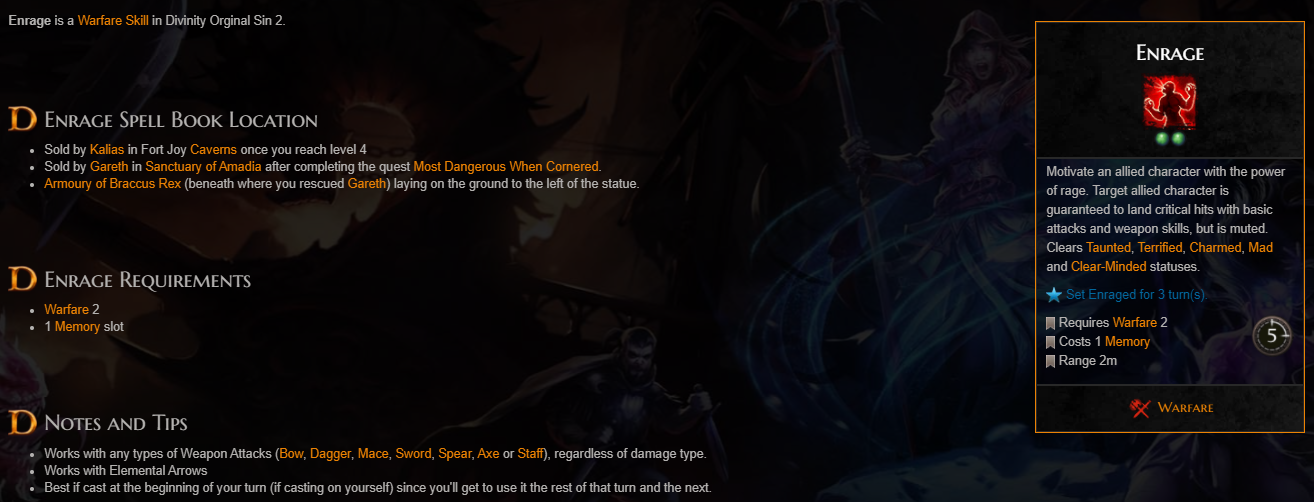 Enrage is a Warfare Skill in Divinity Orginal Sin 2.
Enrage Spell Book Location
Sold by Kalias in Fort Joy Caverns once you reach level 4
Sold by Gareth in Sanctuary of Amadia after completing the quest Most Dangerous When Cornered.
Armoury of Braccus Rex (beneath where you rescued Gareth) laying on the ground to the left of the statue.
Enrage Requirements
Warfare 2
1 Memory slot
Notes and Tips
Works with any types of Weapon Attacks (Bow, Dagger, Mace, Sword, Spear, Axe or Staff), regardless of damage type.
Works with Elemental Arrows
Best if cast at the beginning of your turn (if casting on yourself) since you'll get to use it the rest of that turn and the next.
Enrage
Motivate an allied character with the power
of rage. Target allied character is
guaranteed to land critical hits with basic
attacks and weapon skills, but is muted.
Clears Taunted, Terrified, Charmed, Mad
and Clear-Minded statuses.
Set Enraged for 3 turn(s).
Requires Warfare 2
Costs 1 Memory
Range 2m
5
Warfare